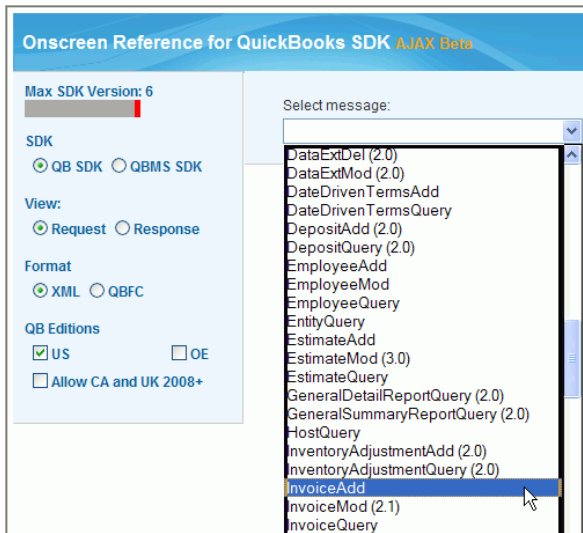 Onscreen Reference for QuickBooks SDK AJAX Beta
Max SDK Version: 6
SDK
QB SDK QBMS SDK
View:
Request Response
Format
XML QBFC
QB Editions
US OE
Allow CA and UK 2008+
Select message:
DataExtDel (2.0)
DataExtMod (2.0)
DateDrivenTermsAdd
DateDrivenTermsQuery
DepositAdd (2.0)
DepositQuery (2.0)
EmployeeAdd
EmployeeMod
EmployeeQuery
EntityQuery
EstimateAdd
EstimateMod (3.0)
EstimateQuery
GeneralDetailReportQuery (2.0)
GeneralSummaryReportQuery (2.0)
HostQuery
InventoryAdjustmentAdd (2.0)
InventoryAdjustmentQuery (2.0)
InvoiceAdd
InvoiceMod (2.1)
InvoiceQuery